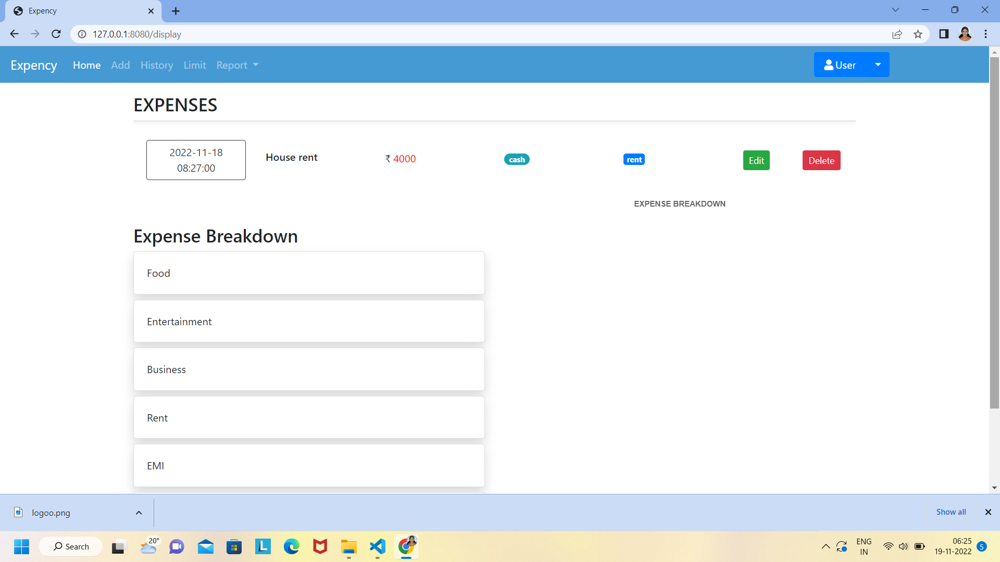 Expency
127.0.0.1:8080/display
Expency Home Add History Limit Report User
EXPENSES
2022-11-18
08:27:00
House rent ₹ 4000 cash rent Edit Delete
EXPENSE BREAKDOWN
Expense Breakdown
Food
Entertainment
Business
Rent
EMI
logoo.png
Show all
Search
20°
L
ENG
IN
06:25
19-11-2022
5